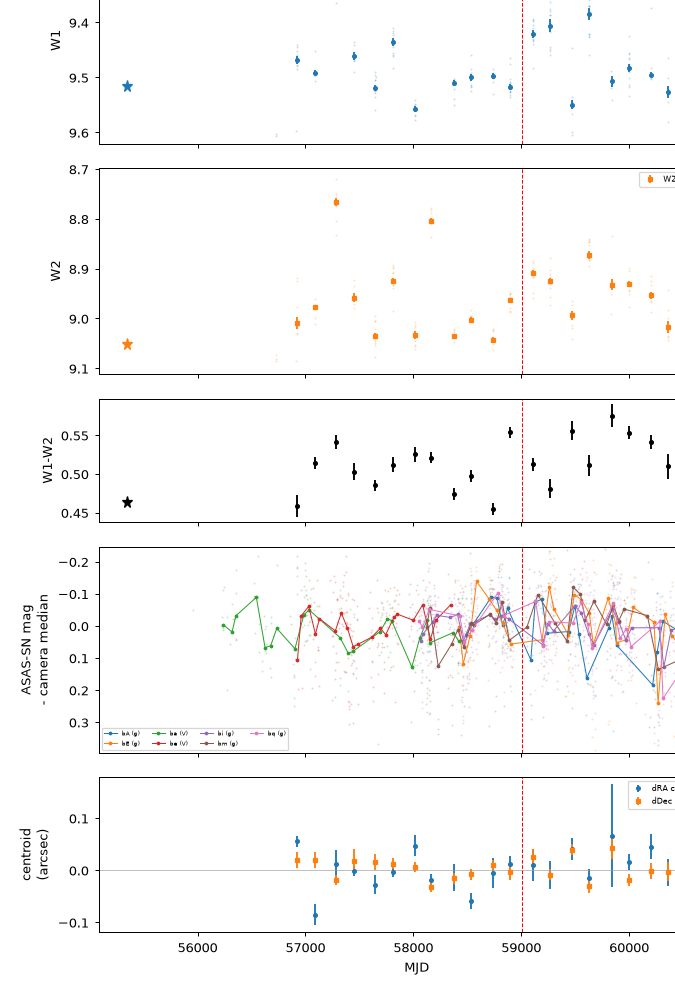 9.4
9.5
9.6
W1
8.7
8.8
8.9
9.0
9.1
W2
W2
0.55
0.50
0.45
W1-W2
−0.2
−0.1
0.0
0.1
0.2
0.3
ASAS-SN mag
- camera median
bA (g) ba (V) bi (g) bq (g)
bE (g) be (V) bm (g)
0.1
0.0
−0.1
centroid
(arcsec)
dRA c
dDec
56000 57000 58000 59000 60000
MJD